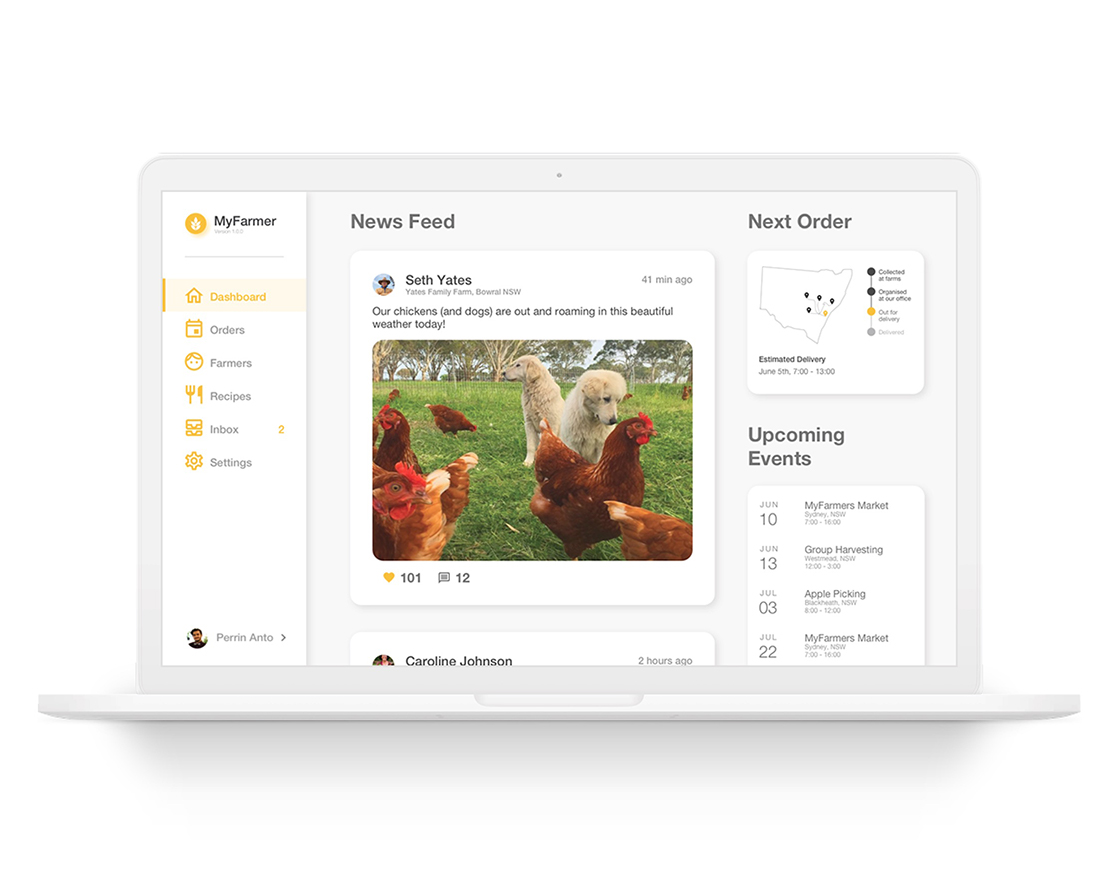 MyFarmer
Version 1.0.0
Dashboard
Orders
Farmers
Recipes
Inbox 2
Settings
Perrin Anto
News Feed
Seth Yates
41 min ago
Yates Family Farm, Bowral NSW
Our chickens (and dogs) are out and roaming in this beautiful
weather today!
101
12
Caroline Johnson
2 hours ago
Next Order
Collected
at farms
Organised
at our office
Out for
delivery
Delivered
Estimated Delivery
June 5th, 7:00 - 13:00
Upcoming
Events
JUN
10
MyFarmers Market
Sydney, NSW
7:00 - 16:00
JUN
13
Group Harvesting
Westmead, NSW
12:00 - 3:00
JUL
03
Apple Picking
Blackheath, NSW
8:00 - 12:00
JUL
22
MyFarmers Market
Sydney, NSW
7:00 - 16:00